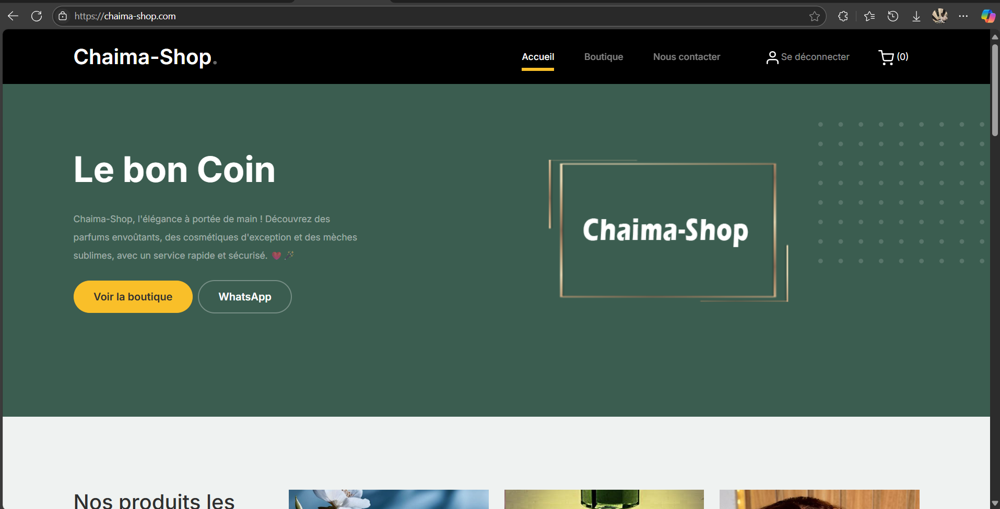 https://chaima-shop.com
Chaima-Shop.
Accueil
Boutique
Nous contacter
Se déconnecter
(0)
Le bon Coin
Chaima-Shop, l'élégance à portée de main ! Découvrez des
parfums envoûtants, des cosmétiques d'exception et des mèches
sublimes, avec un service rapide et sécurisé.
Voir la boutique
WhatsApp
Chaima-Shop
Nos produits les